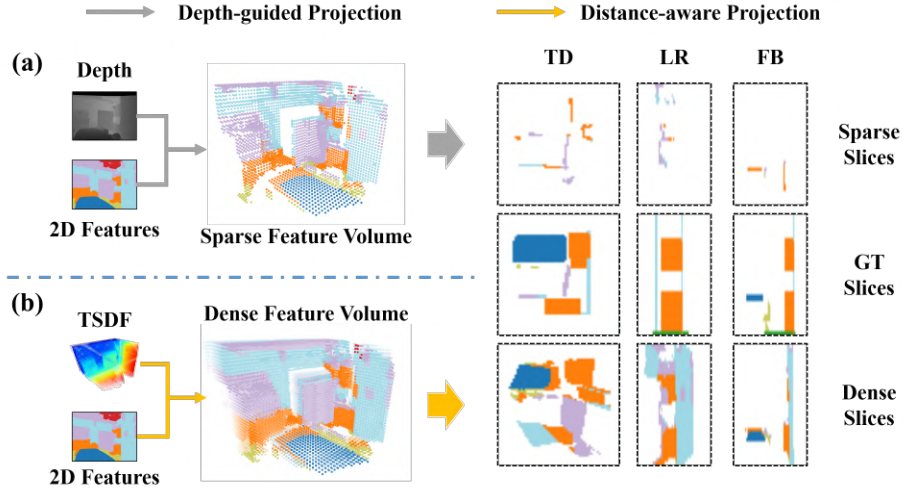 Depth-guided Projection
Distance-aware Projection
(a)
Depth
2D Features
Sparse Feature Volume
TD
LR
FB
Sparse
Slices
GT
Slices
(b)
TSDF
2D Features
Dense Feature Volume
Dense
Slices